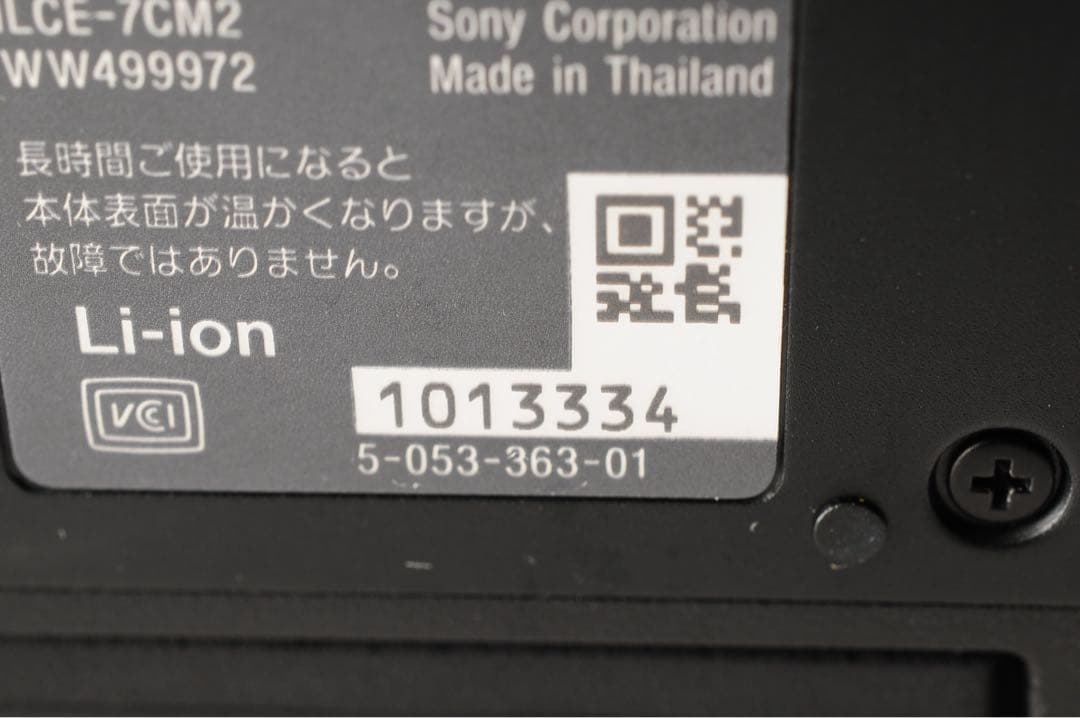 ILCE-7CM2
Sony Corporation
WW499972
Made in Thailand
長時間ご使用になると
本体表面が温かくなりますが、
故障ではありません。
Li-ion
VCCI
1013334
5-053-363-01